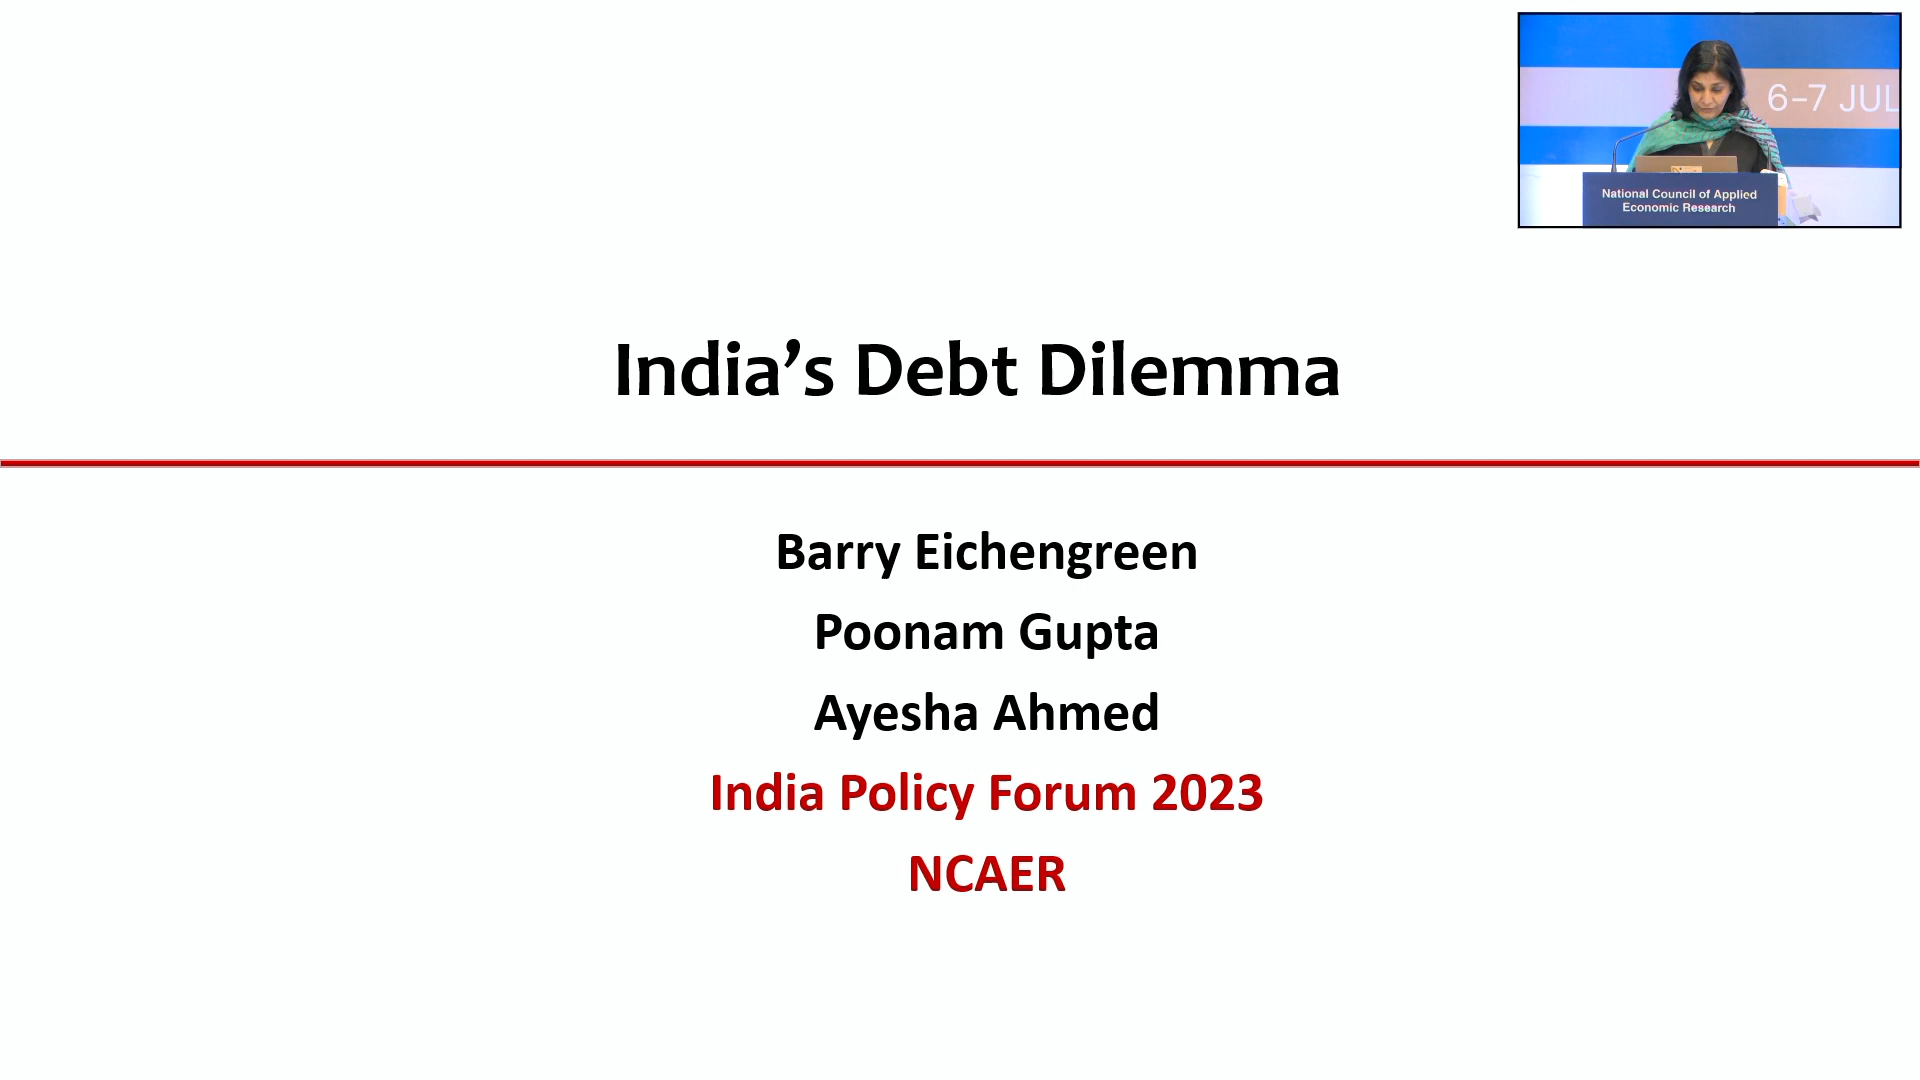 6-7 JUL
National Council of Applied
Economic Research
India’s Debt Dilemma
Barry Eichengreen
Poonam Gupta
Ayesha Ahmed
India Policy Forum 2023
NCAER